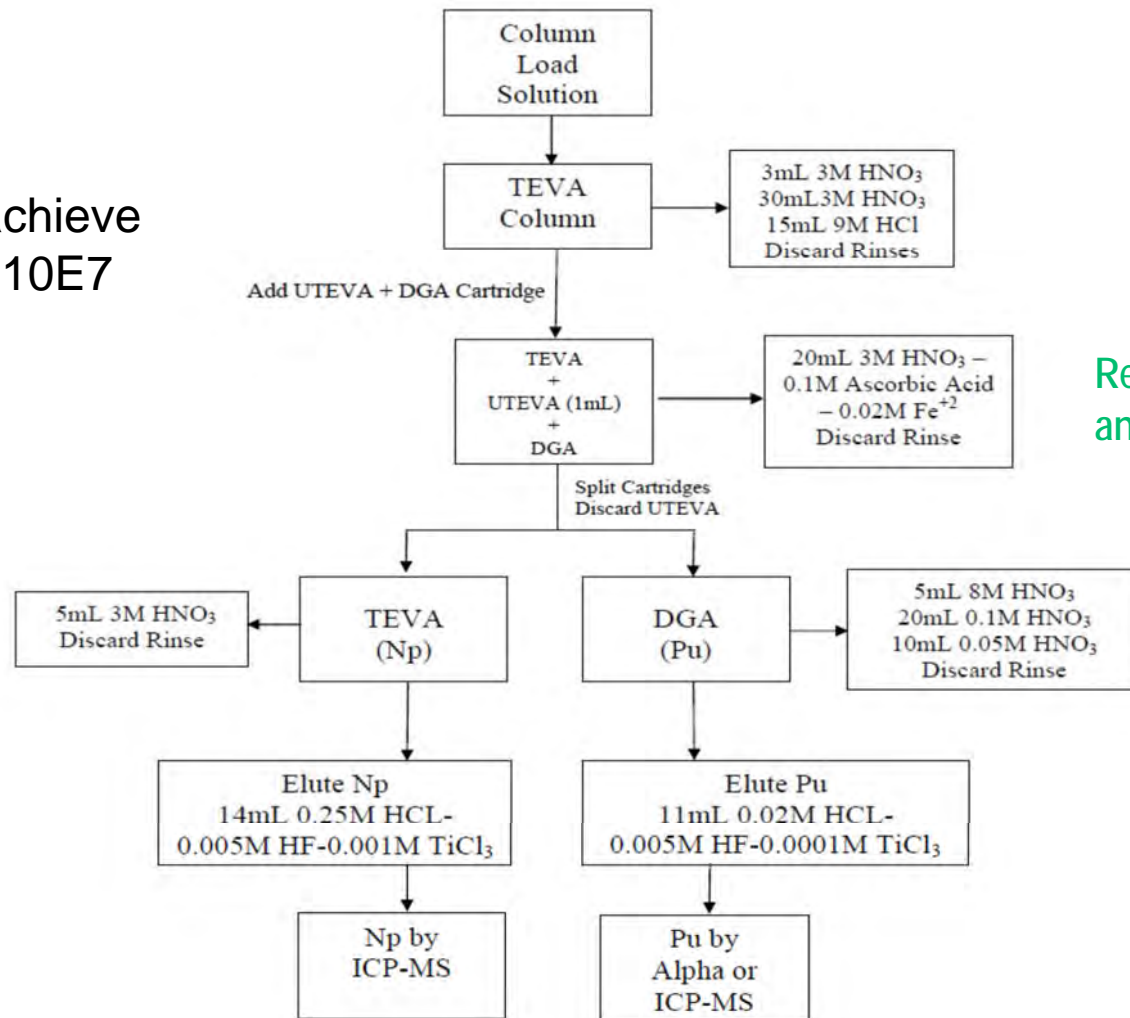 Column
Load
Solution
TEVA
Column
3mL 3M HNO₃
30mL3M HNO₃
15mL 9M HCl
Discard Rinses
chieve
10E7
Add UTEVA + DGA Cartridge
TEVA
+
UTEVA (1mL)
+
DGA
20mL 3M HNO₃ –
0.1M Ascorbic Acid
– 0.02M Fe⁺²
Discard Rinse
Re
an
Split Cartridges
Discard UTEVA
5mL 3M HNO₃
Discard Rinse
TEVA
(Np)
DGA
(Pu)
5mL 8M HNO₃
20mL 0.1M HNO₃
10mL 0.05M HNO₃
Discard Rinse
Elute Np
14mL 0.25M HCL-
0.005M HF-0.001M TiCl₃
Elute Pu
11mL 0.02M HCL-
0.005M HF-0.0001M TiCl₃
Np by
ICP-MS
Pu by
Alpha or
ICP-MS